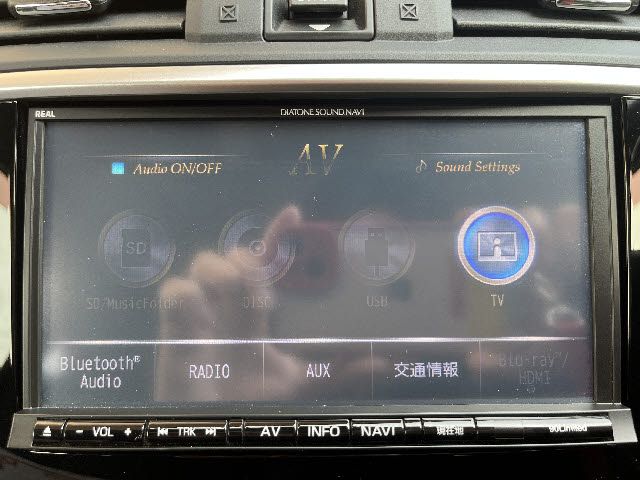 REAL
DIATONE SOUND.NAVI
AV
Audio ON/OFF
Sound Settings
SD
SD/MusicFolder
DISC
USB
TV
Bluetooth®
Audio
RADIO
AUX
交通情報
Blu-ray™/
HDMI
- VOL +
TRK
AV
INFO
NAVI
現在地